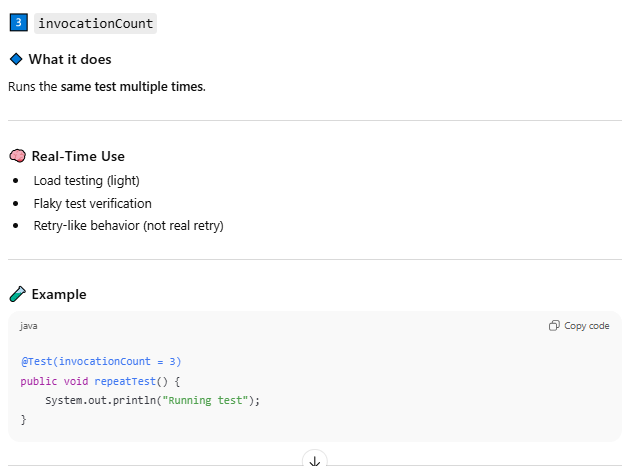 3 invocationCount
What it does
Runs the same test multiple times.
Real-Time Use
Load testing (light)
Flaky test verification
Retry-like behavior (not real retry)
Example
java
Copy code
@Test(invocationCount = 3)
public void repeatTest() {
    System.out.println("Running test");
}